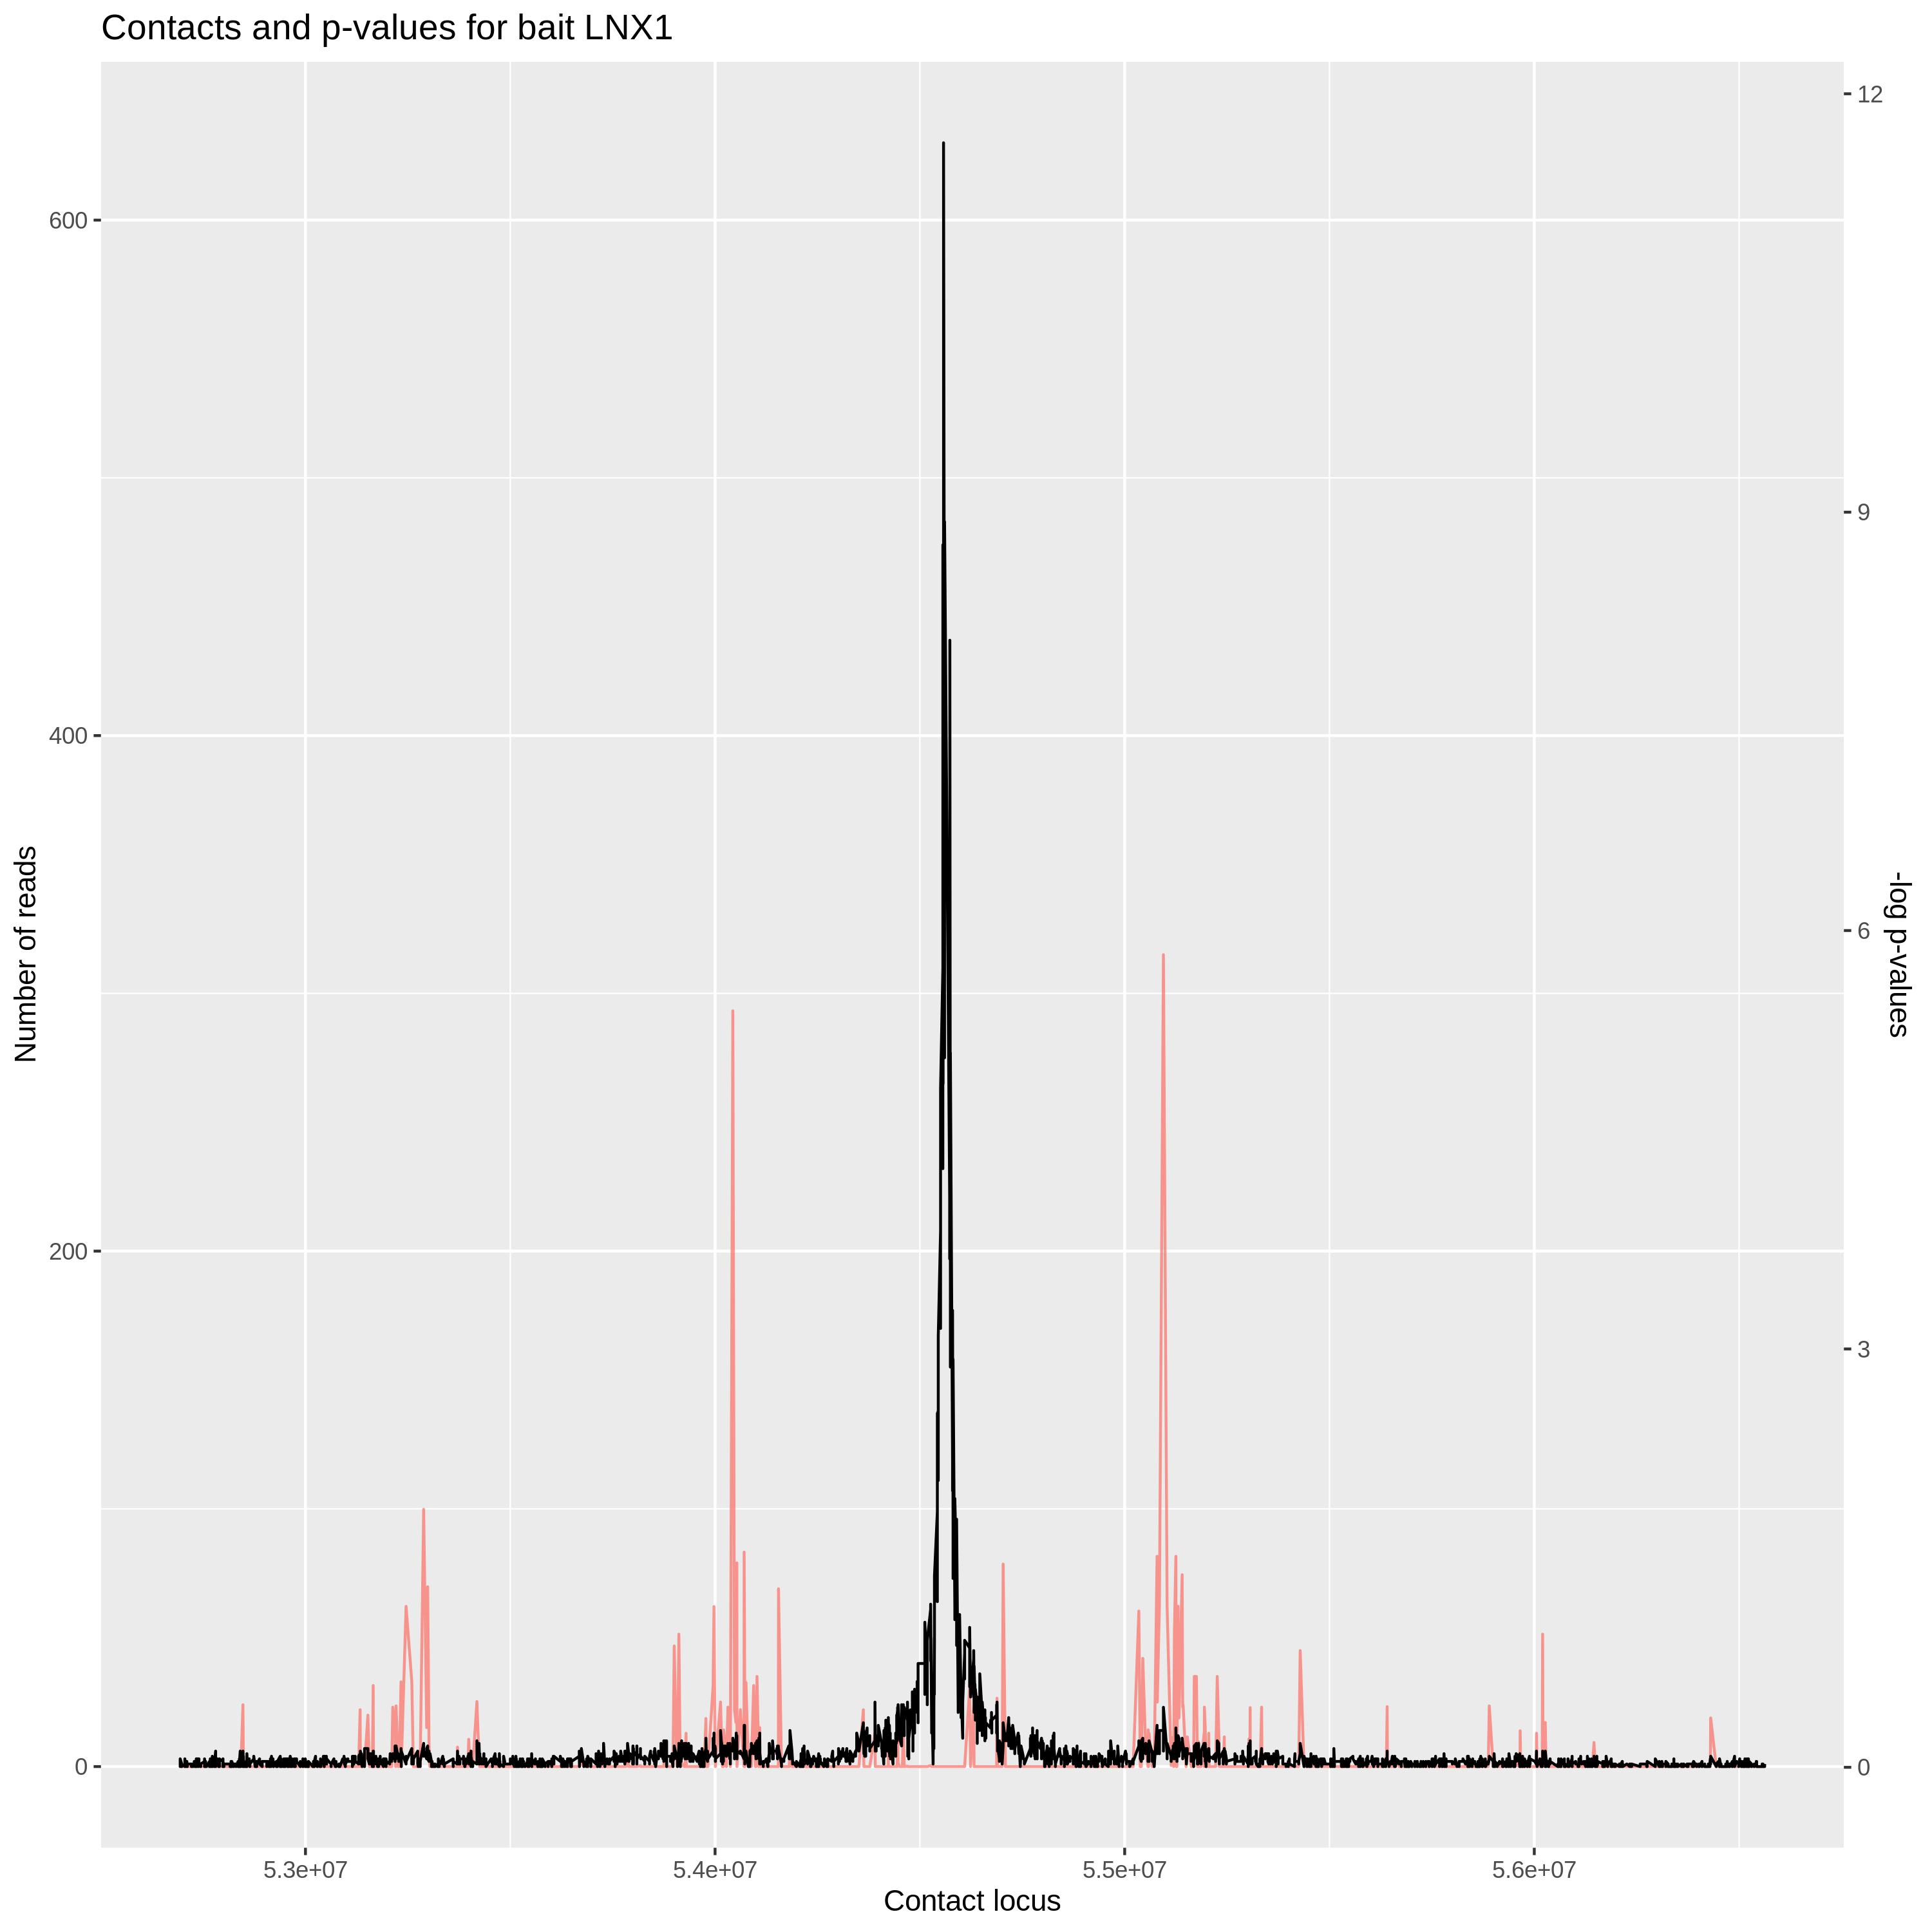 Contacts and p-values for bait LNX1
12
600
9
400
Number of reads
-log p-values
6
200
3
0
0
5.3e+07
5.4e+07
5.5e+07
5.6e+07
Contact locus